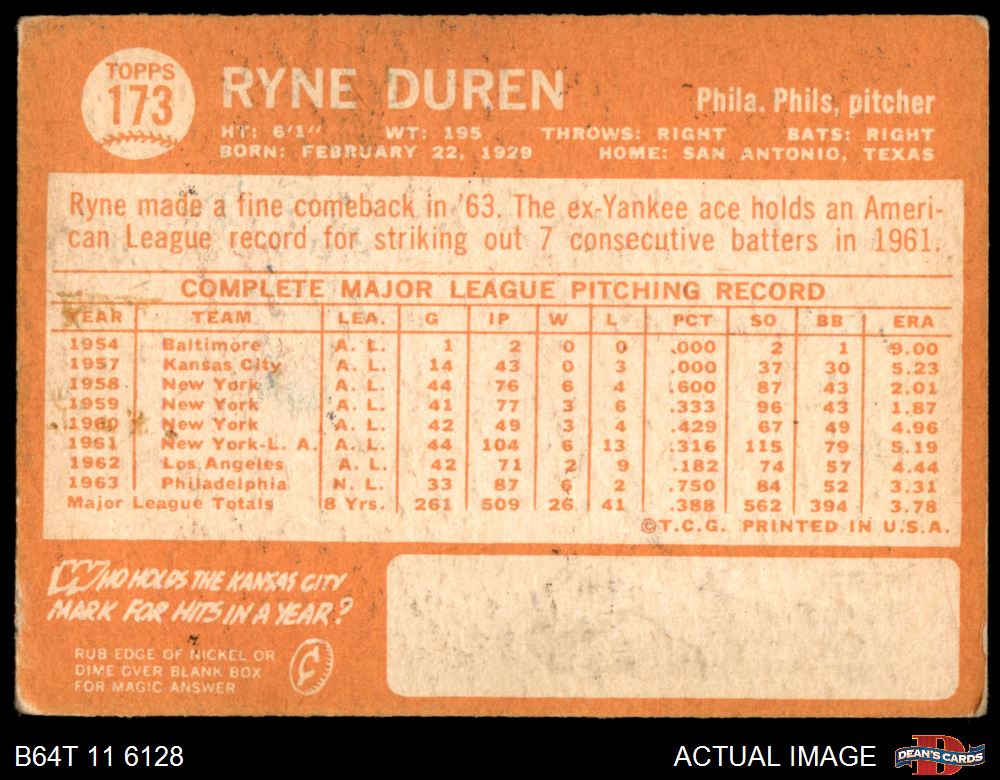 TOPPS
173
RYNE DUREN
Phila. Phils, pitcher
HT: 6'1" WT: 195 THROWS: RIGHT BATS: RIGHT
BORN: FEBRUARY 22, 1929 HOME: SAN ANTONIO, TEXAS
Ryne made a fine comeback in '63. The ex-Yankee ace holds an Ameri-
can League record for striking out 7 consecutive batters in 1961.
COMPLETE MAJOR LEAGUE PITCHING RECORD
YEAR TEAM LEA. G IP W L PCT SO BB ERA
1954 Baltimore A. L. 1 2 0 0 .000 2 1 9.00
1957 Kansas City A. L. 14 43 0 3 .000 37 30 5.23
1958 New York A. L. 44 76 6 4 .600 87 43 2.01
1959 New York A. L. 41 77 3 6 .333 96 43 1.87
1960 New York A. L. 42 49 3 4 .429 67 49 4.96
1961 New York-L. A. A. L. 44 104 6 13 .316 115 79 5.19
1962 Los Angeles A. L. 42 71 2 9 .182 74 57 4.44
1963 Philadelphia N. L. 33 87 6 2 .750 84 52 3.31
Major League Totals 8 Yrs. 261 509 26 41 .388 562 394 3.78
©T.C.G. PRINTED IN U.S.A.
WHO HOLDS THE KANSAS CITY
MARK FOR HITS IN A YEAR?
RUB EDGE OF NICKEL OR
DIME OVER BLANK BOX
FOR MAGIC ANSWER
B64T 11 6128
ACTUAL IMAGE
DEAN'S CARDS